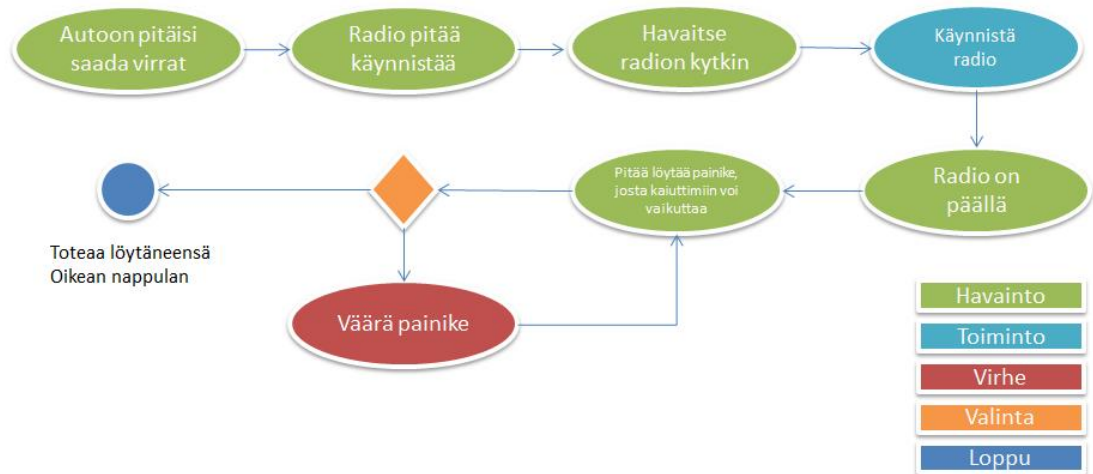 Autoon pitäisi
saada virrat
Radio pitää
käynnistää
Havaitse
radion kytkin
Käynnistä
radio
Radio on
päällä
Pitää löytää painike,
josta kaiuttimiin voi
vaikuttaa
Toteaa löytäneensä
Oikean nappulan
Väärä painike
Havainto
Toiminto
Virhe
Valinta
Loppu